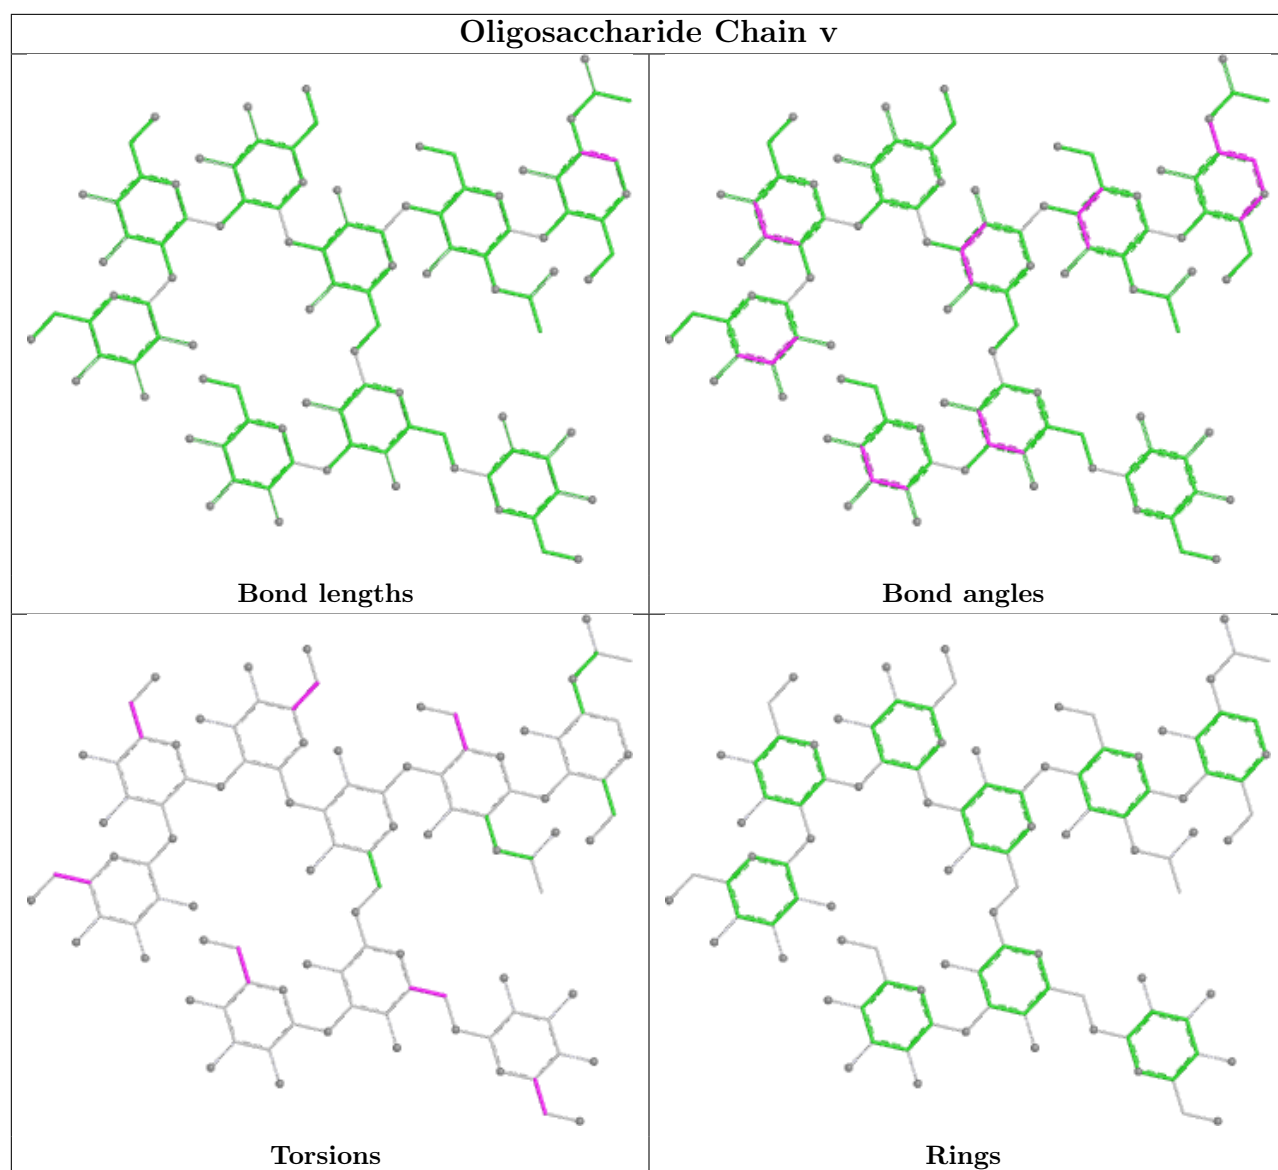 Oligosaccharide Chain v
Bond lengths
Bond angles
Torsions
Rings